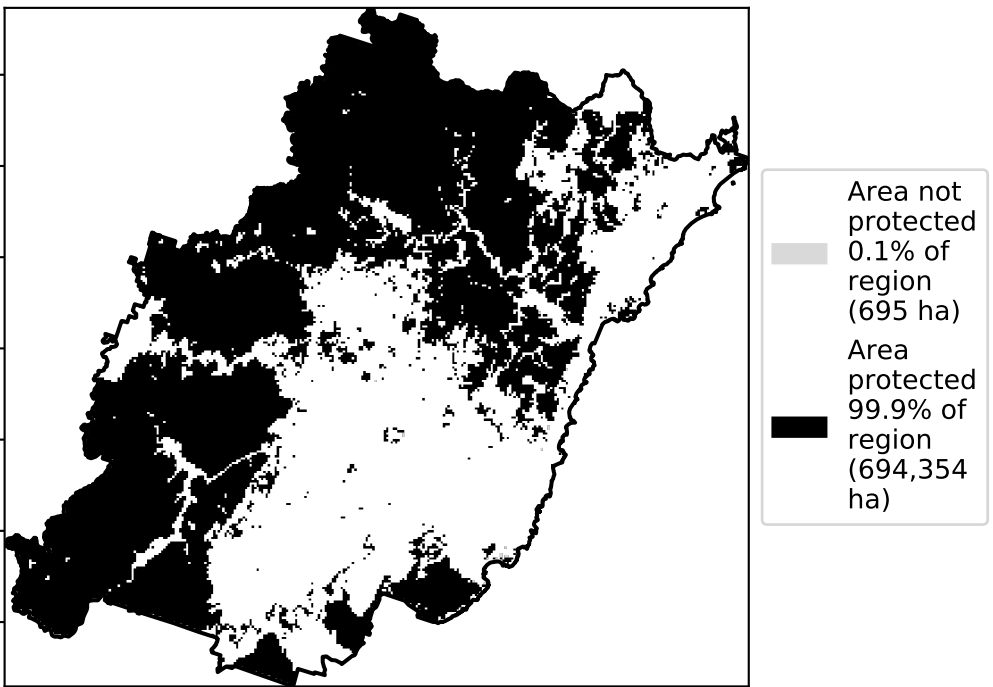 Area not
protected
0.1% of
region
(695 ha)
Area
protected
99.9% of
region
(694,354
ha)